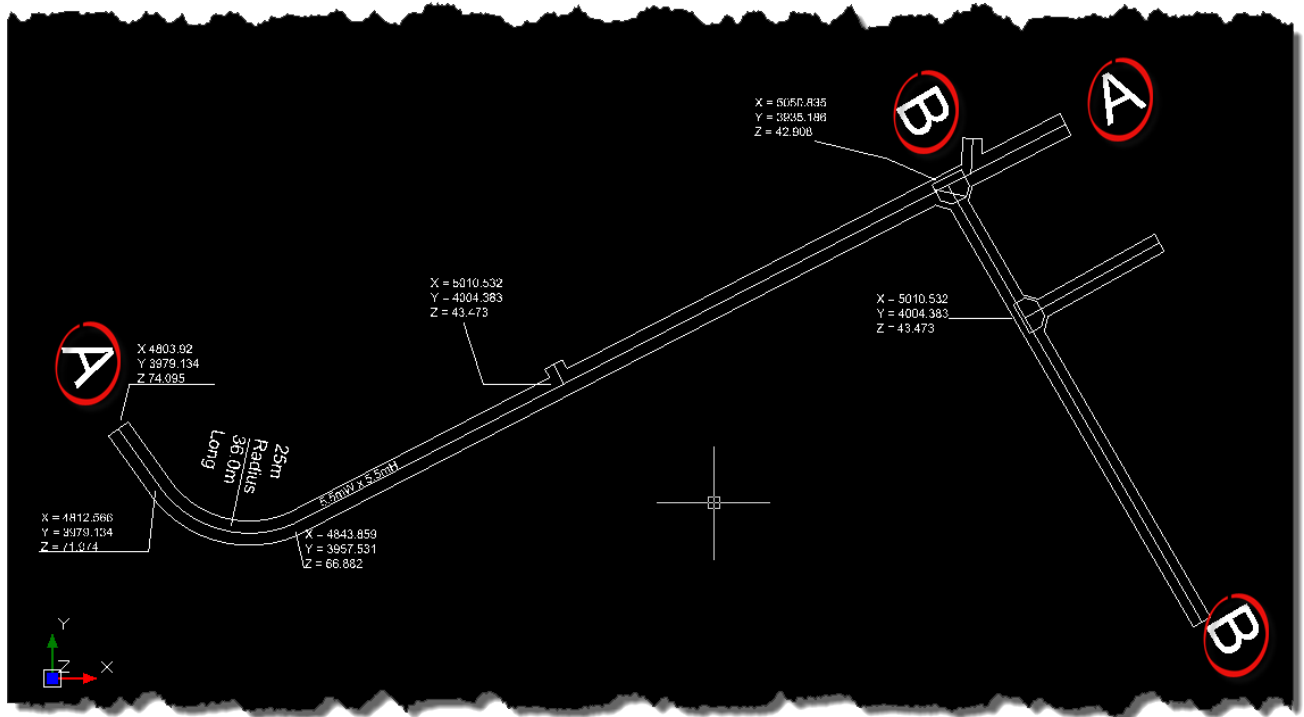 B
A
X = 5050.835
Y = 3935.186
Z = 42.908
X = 5010.532
Y = 4004.383
Z = 43.473
X = 5010.532
Y = 4004.383
Z = 43.473
A
X 4803.92
Y 3979.134
Z 74.095
25m
Radius
36.0m
Long
5.5mW x 5.5mH
X = 4812.566
Y = 3979.134
Z = 71.074
X = 4843.859
Y = 3957.531
Z = 66.882
B
Y
Z
X